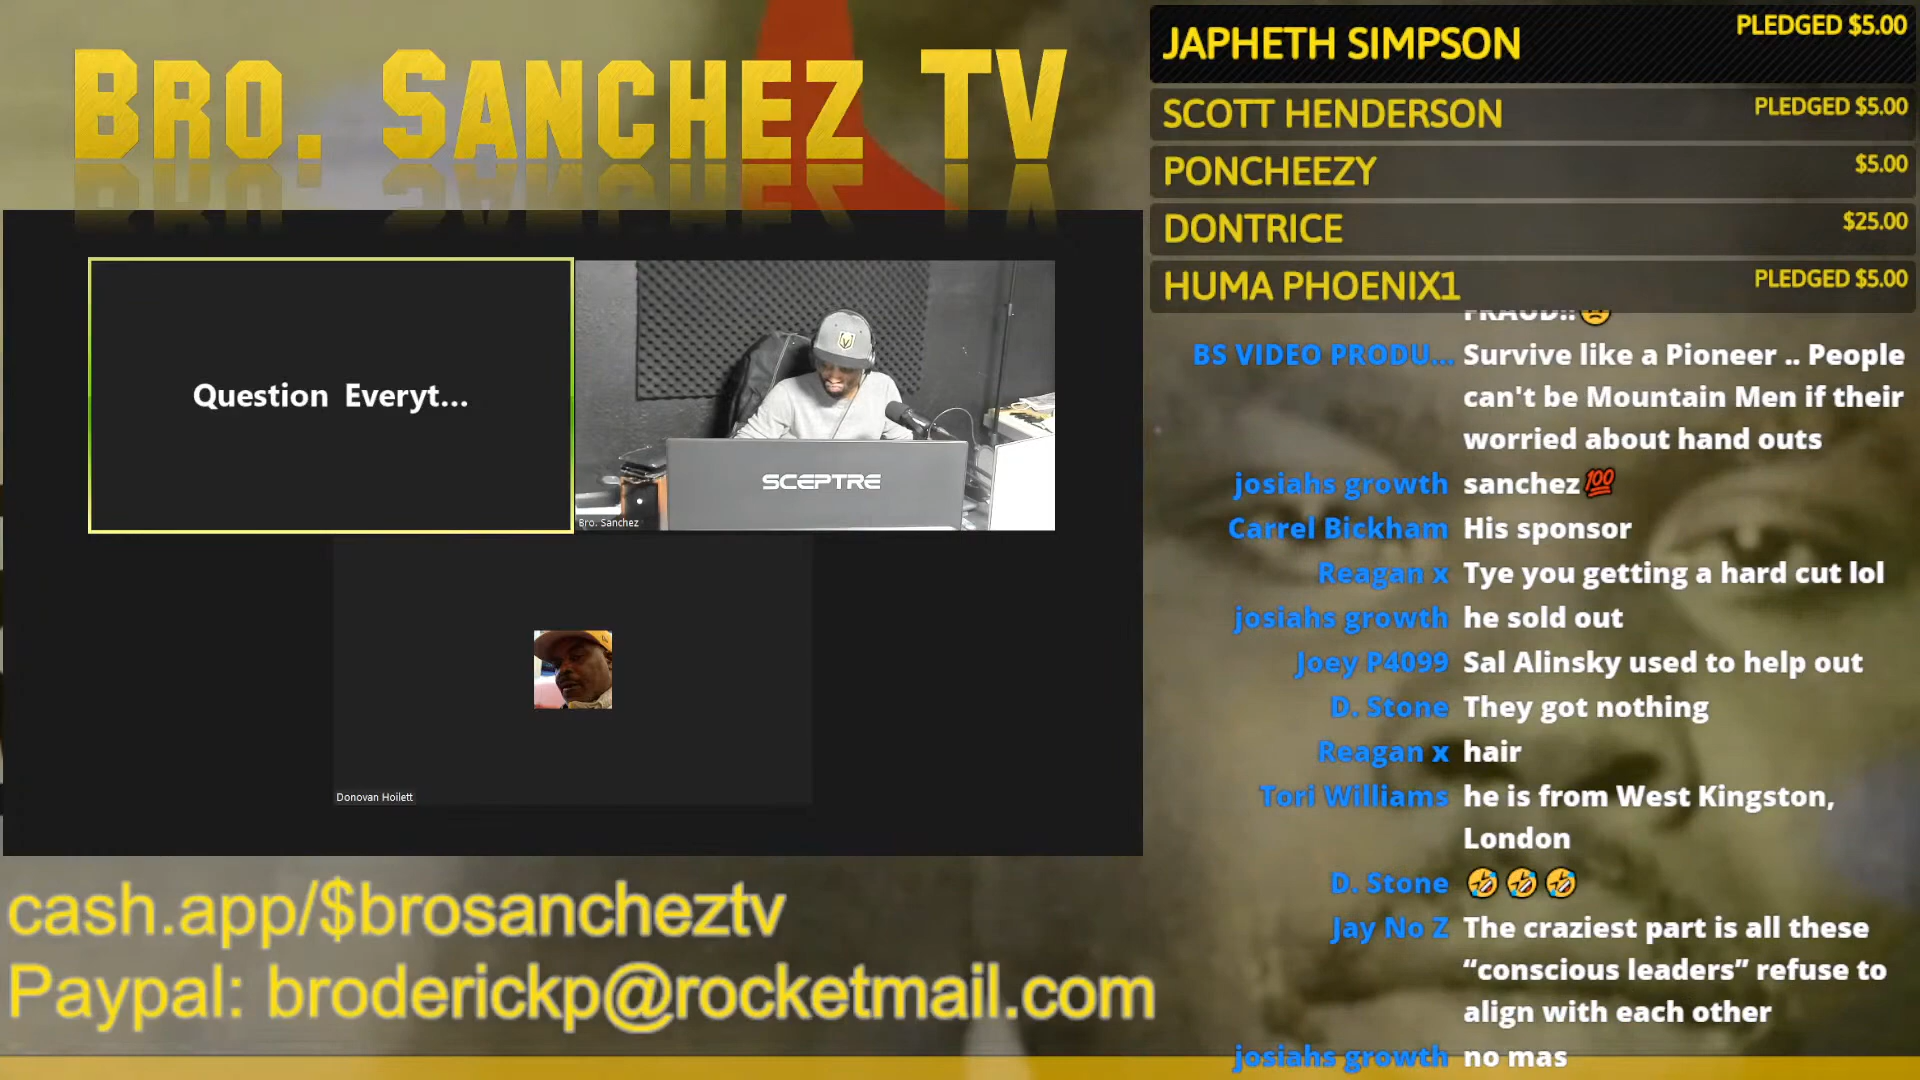 BRO. SANCHEZ TV
JAPHETH SIMPSON PLEDGED $5.00
SCOTT HENDERSON PLEDGED $5.00
PONCHEEZY $5.00
DONTRICE $25.00
HUMA PHOENIX1 PLEDGED $5.00
Question Everyt...
SCEPTRE
Bro. Sanchez
Donovan Hoilett
FRAUD!!😠
BS VIDEO PRODU... Survive like a Pioneer .. People
can't be Mountain Men if their
worried about hand outs
josiahs growth sanchez💯
Carrel Bickham His sponsor
Reagan x Tye you getting a hard cut lol
josiahs growth he sold out
Joey P4099 Sal Alinsky used to help out
D. Stone They got nothing
Reagan x hair
Tori Williams he is from West Kingston,
London
D. Stone 🤣🤣🤣
Jay No Z The craziest part is all these
“conscious leaders” refuse to
align with each other
josiahs growth no mas
cash.app/$brosancheztv
Paypal: broderickp@rocketmail.com